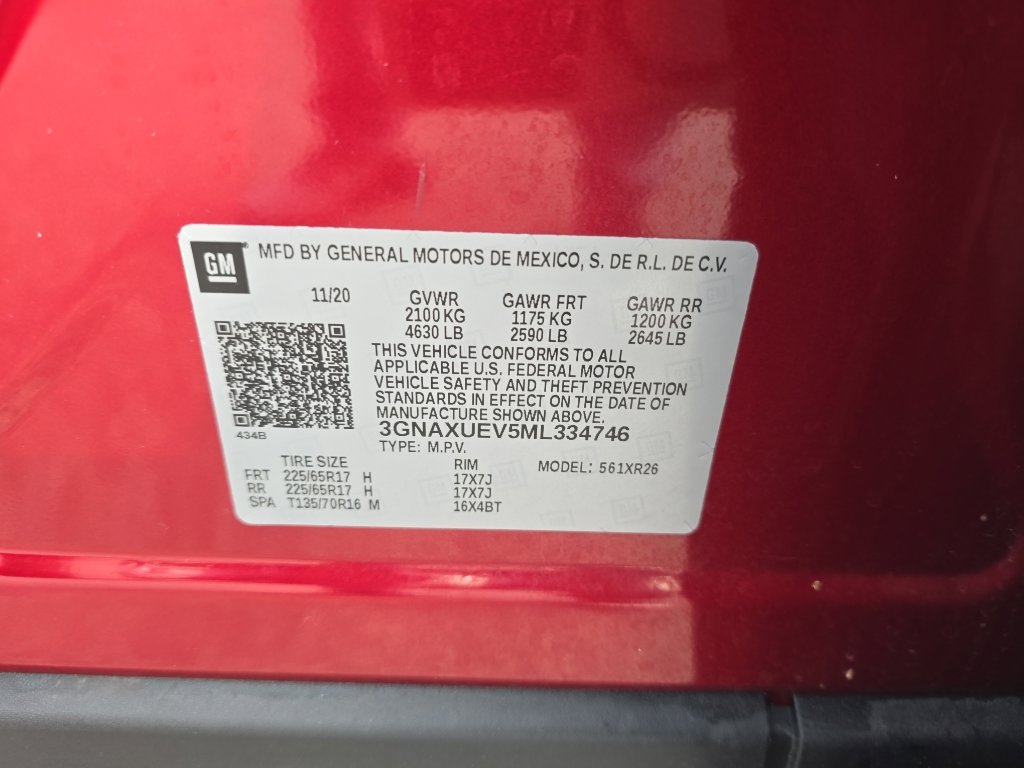 GM
MFD BY GENERAL MOTORS DE MEXICO, S. DE R.L. DE C.V.
11/20 GVWR GAWR FRT GAWR RR
2100 KG 1175 KG 1200 KG
4630 LB 2590 LB 2645 LB
THIS VEHICLE CONFORMS TO ALL
APPLICABLE U.S. FEDERAL MOTOR
VEHICLE SAFETY AND THEFT PREVENTION
STANDARDS IN EFFECT ON THE DATE OF
MANUFACTURE SHOWN ABOVE.
434B
3GNAXUEV5ML334746
TYPE: M.P.V.
TIRE SIZE RIM MODEL: 561XR26
FRT 225/65R17 H 17X7J
RR 225/65R17 H 17X7J
SPA T135/70R16 M 16X4BT